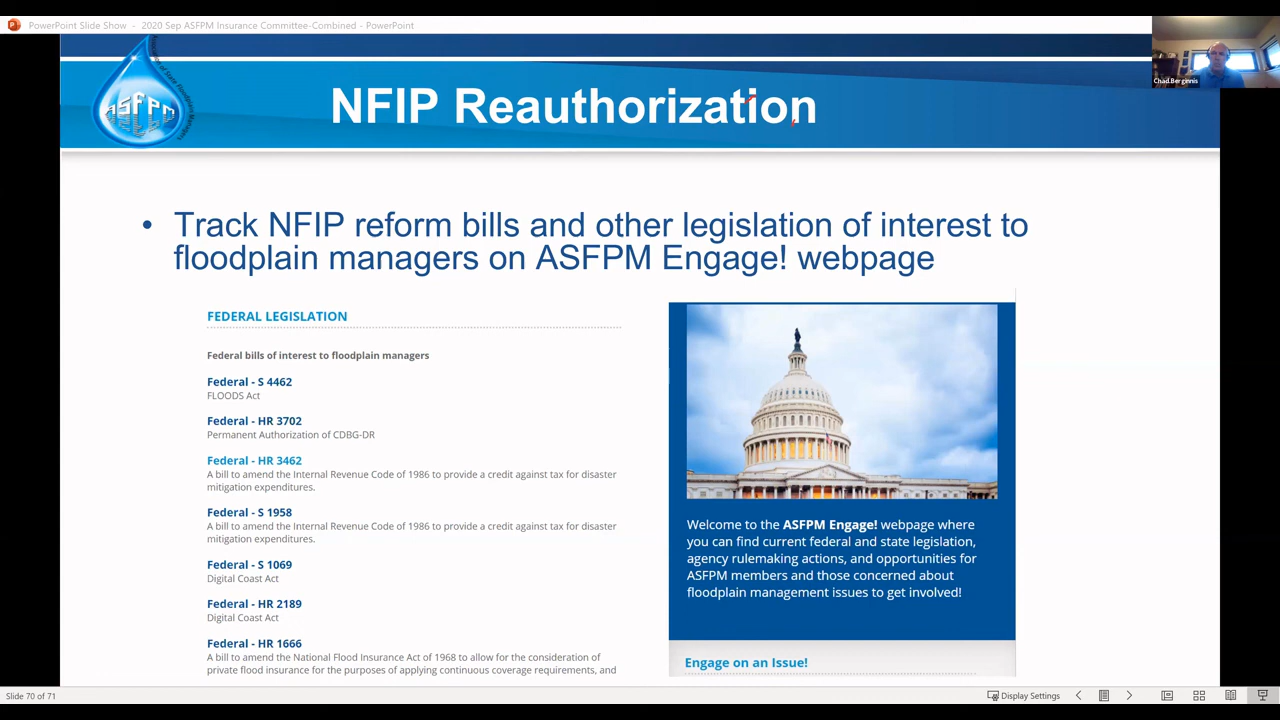 PowerPoint Slide Show - 2020 Sep ASFPM Insurance Committee-Combined - PowerPoint
Chad Berginnis
ASFPM
Association of State Floodplain Managers
NFIP Reauthorization
• Track NFIP reform bills and other legislation of interest to
floodplain managers on ASFPM Engage! webpage
FEDERAL LEGISLATION
Federal bills of interest to floodplain managers
Federal - S 4462
FLOODS Act
Federal - HR 3702
Permanent Authorization of CDBG-DR
Federal - HR 3462
A bill to amend the Internal Revenue Code of 1986 to provide a credit against tax for disaster
mitigation expenditures.
Federal - S 1958
A bill to amend the Internal Revenue Code of 1986 to provide a credit against tax for disaster
mitigation expenditures.
Federal - S 1069
Digital Coast Act
Federal - HR 2189
Digital Coast Act
Federal - HR 1666
A bill to amend the National Flood Insurance Act of 1968 to allow for the consideration of
private flood insurance for the purposes of applying continuous coverage requirements, and
Welcome to the ASFPM Engage! webpage where
you can find current federal and state legislation,
agency rulemaking actions, and opportunities for
ASFPM members and those concerned about
floodplain management issues to get involved!
Engage on an Issue!
Slide 70 of 71
Display Settings